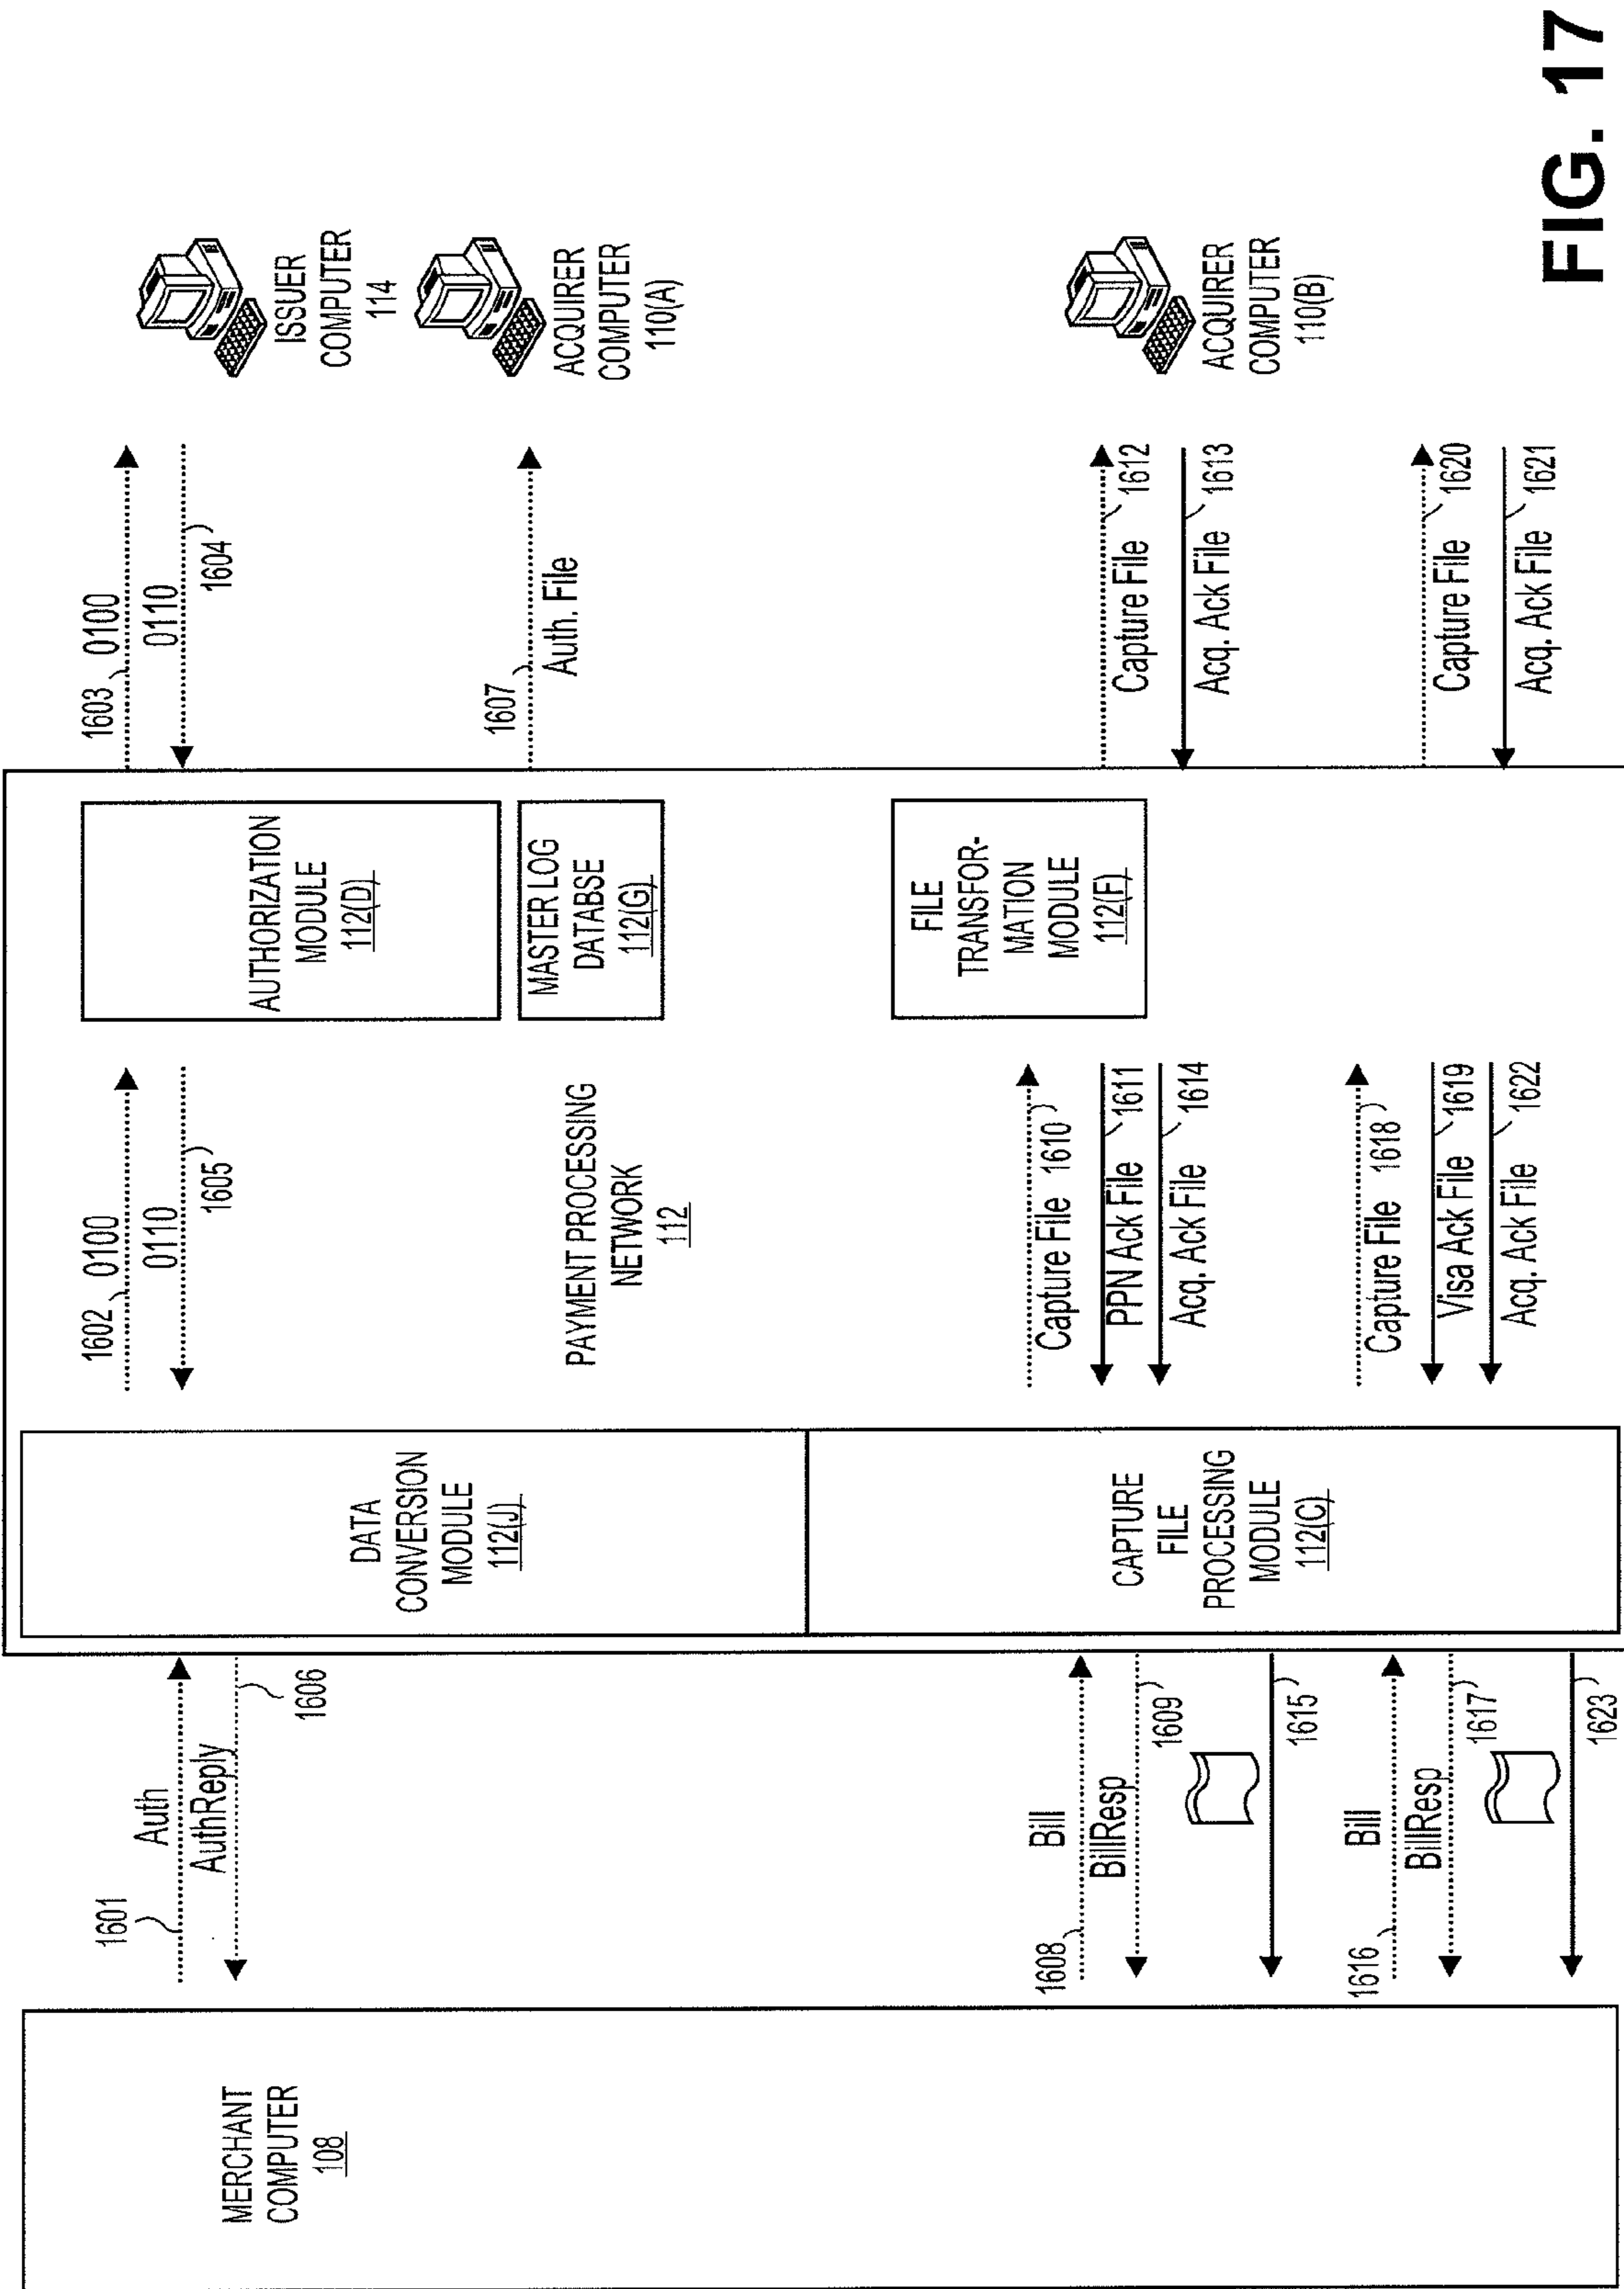 MERCHANT
COMPUTER
108
1601
Auth
AuthReply
1606
1608
Bill
BillResp
1609
1615
1616
Bill
BillResp
1617
1623
DATA
CONVERSION
MODULE
112(J)
CAPTURE
FILE
PROCESSING
MODULE
112(C)
1602 0100
0110
1605
PAYMENT PROCESSING
NETWORK
112
Capture File 1610
PPN Ack File 1611
Acq. Ack File 1614
Capture File 1618
Visa Ack File 1619
Acq. Ack File 1622
AUTHORIZATION
MODULE
112(D)
MASTER LOG
DATABSE
112(G)
FILE
TRANSFOR-
MATION
MODULE
112(F)
1603 0100
0110
1604
1607
Auth. File
Capture File 1612
Acq. Ack File 1613
Capture File 1620
Acq. Ack File 1621
ISSUER
COMPUTER
114
ACQUIRER
COMPUTER
110(A)
ACQUIRER
COMPUTER
110(B)
FIG. 17